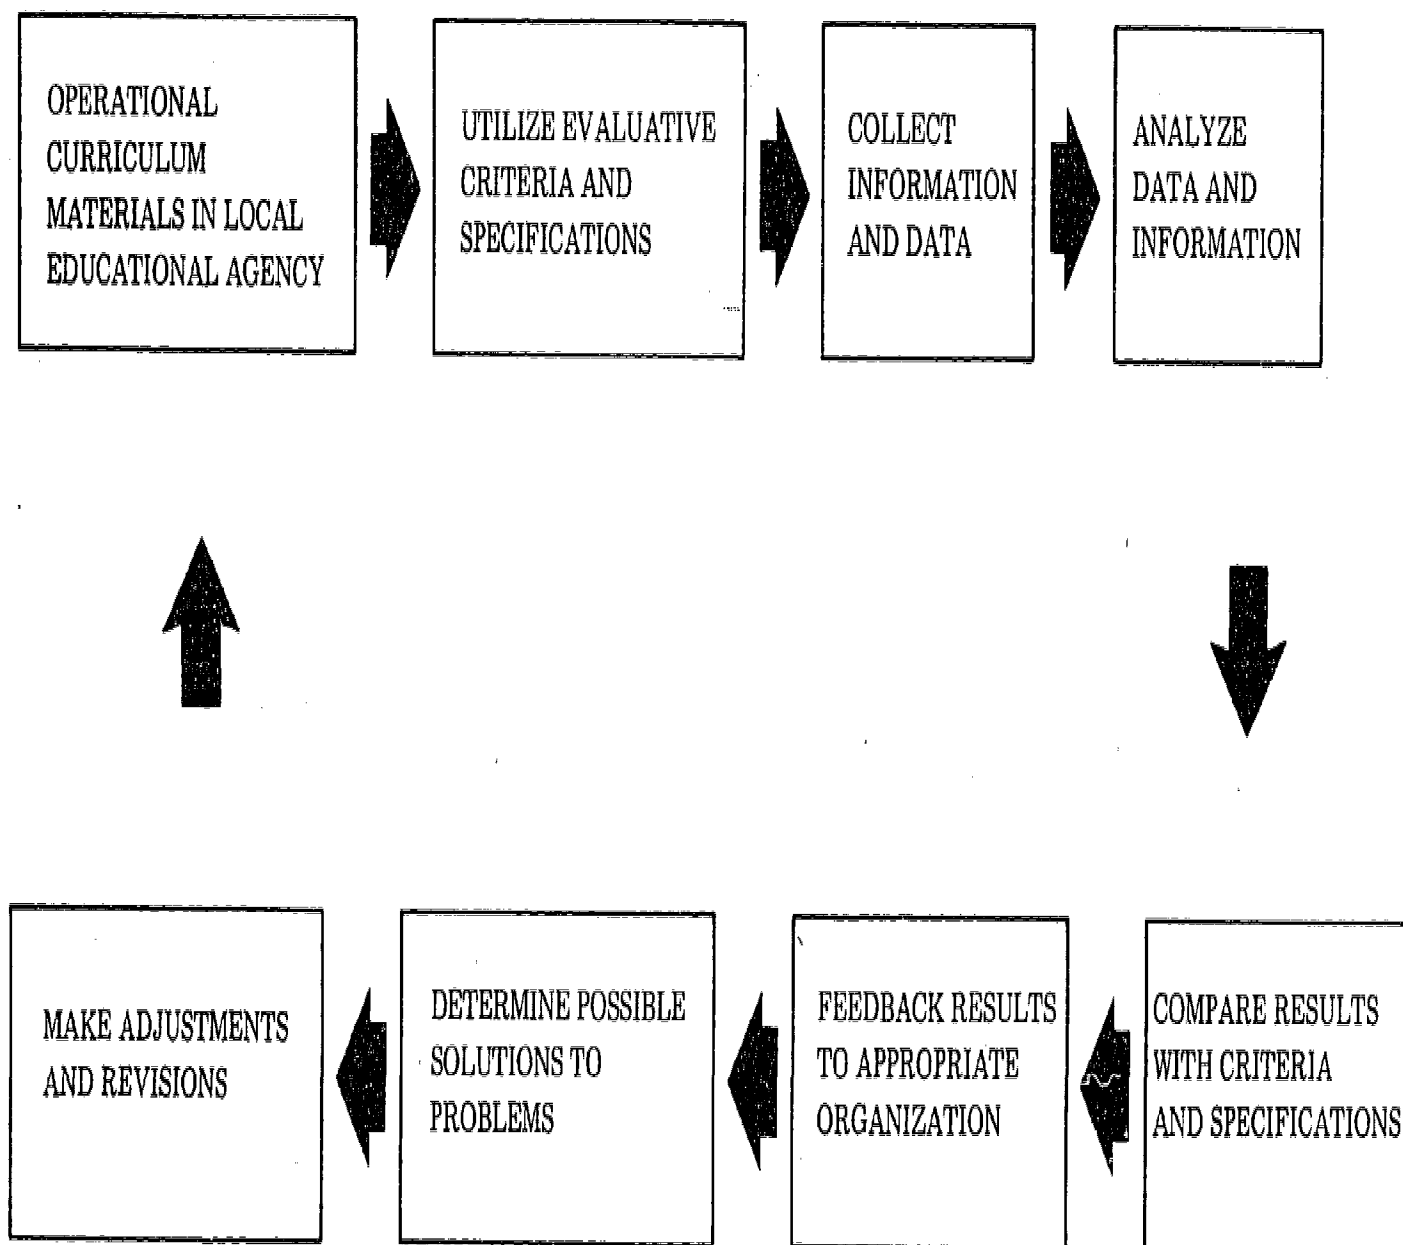 OPERATIONAL
CURRICULUM
MATERIALS IN LOCAL
EDUCATIONAL AGENCY
UTILIZE EVALUATIVE
CRITERIA AND
SPECIFICATIONS
COLLECT
INFORMATION
AND DATA
ANALYZE
DATA AND
INFORMATION
COMPARE RESULTS
WITH CRITERIA
AND SPECIFICATIONS
FEEDBACK RESULTS
TO APPROPRIATE
ORGANIZATION
DETERMINE POSSIBLE
SOLUTIONS TO
PROBLEMS
MAKE ADJUSTMENTS
AND REVISIONS